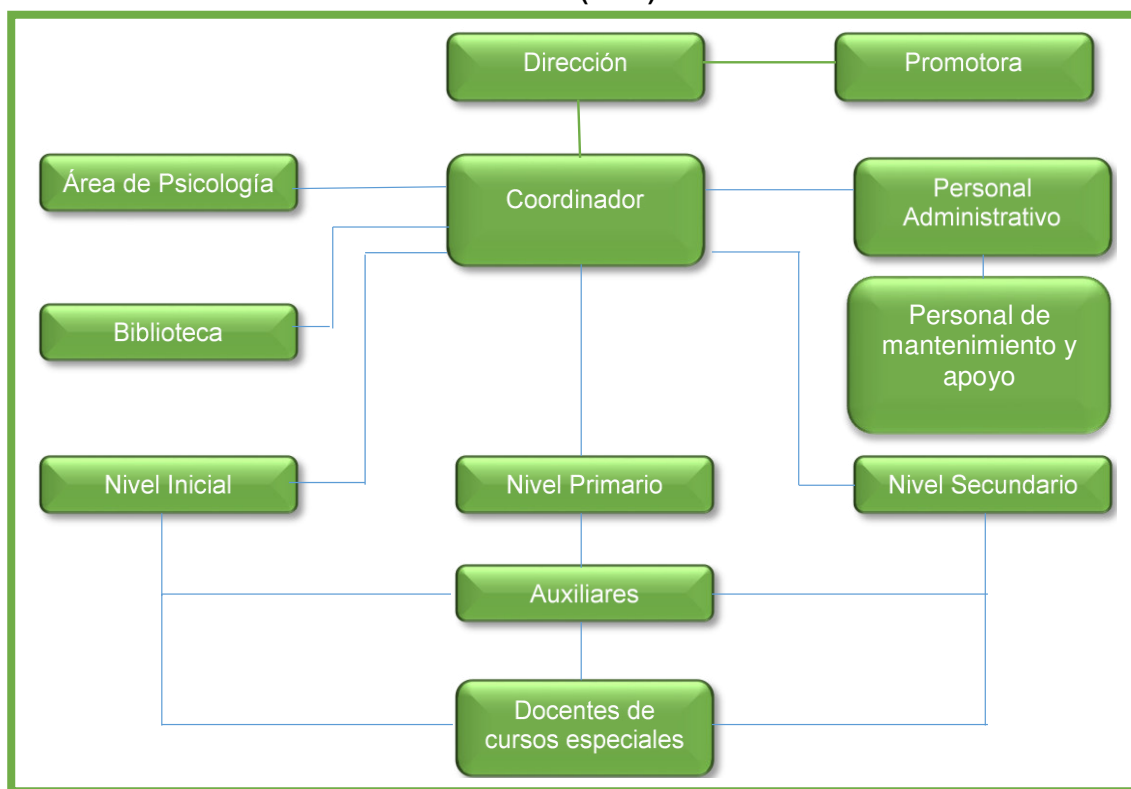 Dirección
Promotora
Área de Psicología
Coordinador
Personal
Administrativo
Biblioteca
Personal de
mantenimiento y
apoyo
Nivel Inicial
Nivel Primario
Nivel Secundario
Auxiliares
Docentes de
cursos especiales